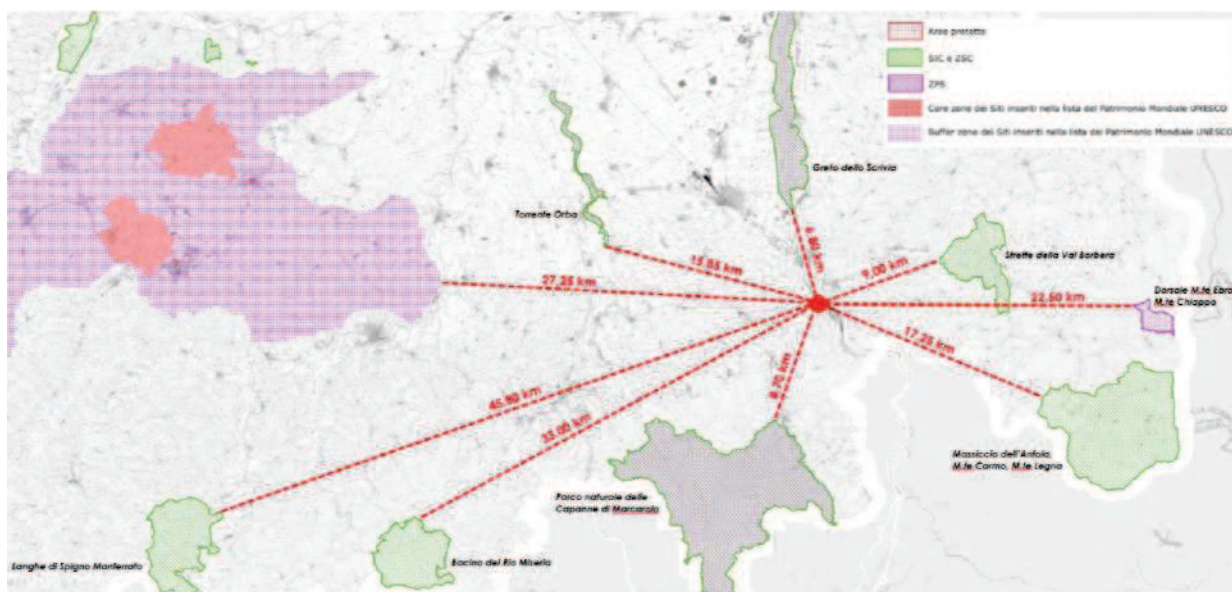 Aree protette
SIC e ZSC
ZPS
Core zone dei Siti inseriti nella lista del Patrimonio Mondiale UNESCO
Buffer zone dei Siti inseriti nella lista del Patrimonio Mondiale UNESCO
Greto dello Scrivia
Torrente Orba
6.80 km
15.85 km
9.00 km
Strette della Val Borbera
27.25 km
22.50 km
Dorsale M.te Ebro
M.te Chiappo
17.25 km
8.70 km
45.80 km
33.00 km
Massiccio dell'Antola,
M.te Carmo, M.te Legna
Parco naturale delle
Capanne di Marcarolo
Langhe di Spigno Monferrato
Bacino del Rio Miseria